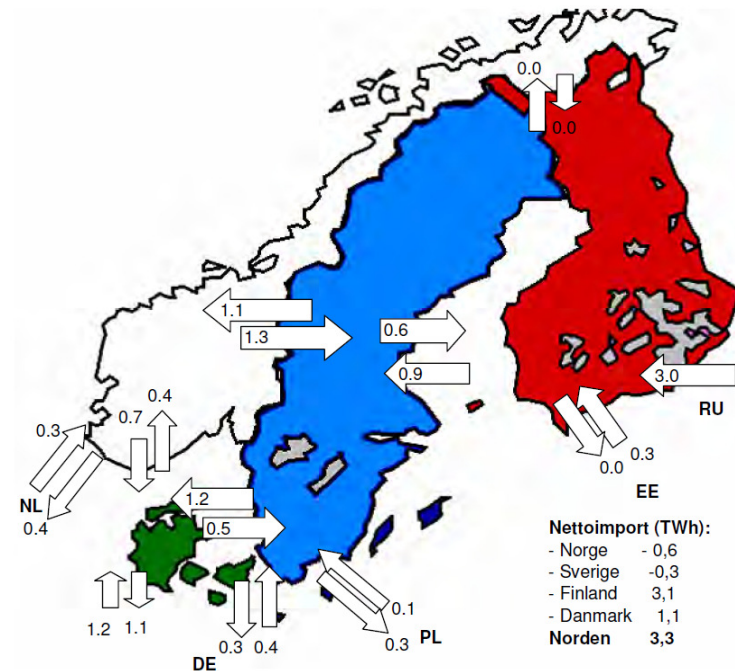 0.0
0.0
1.1
1.3
0.6
0.9
3.0
RU
0.4
0.7
0.3
NL
0.4
0.3
0.0
EE
1.2
0.5
1.2
1.1
0.3
0.4
DE
0.1
0.3
PL
Nettoimport (TWh):
- Norge - 0,6
- Sverige -0,3
- Finland 3,1
- Danmark 1,1
Norden 3,3